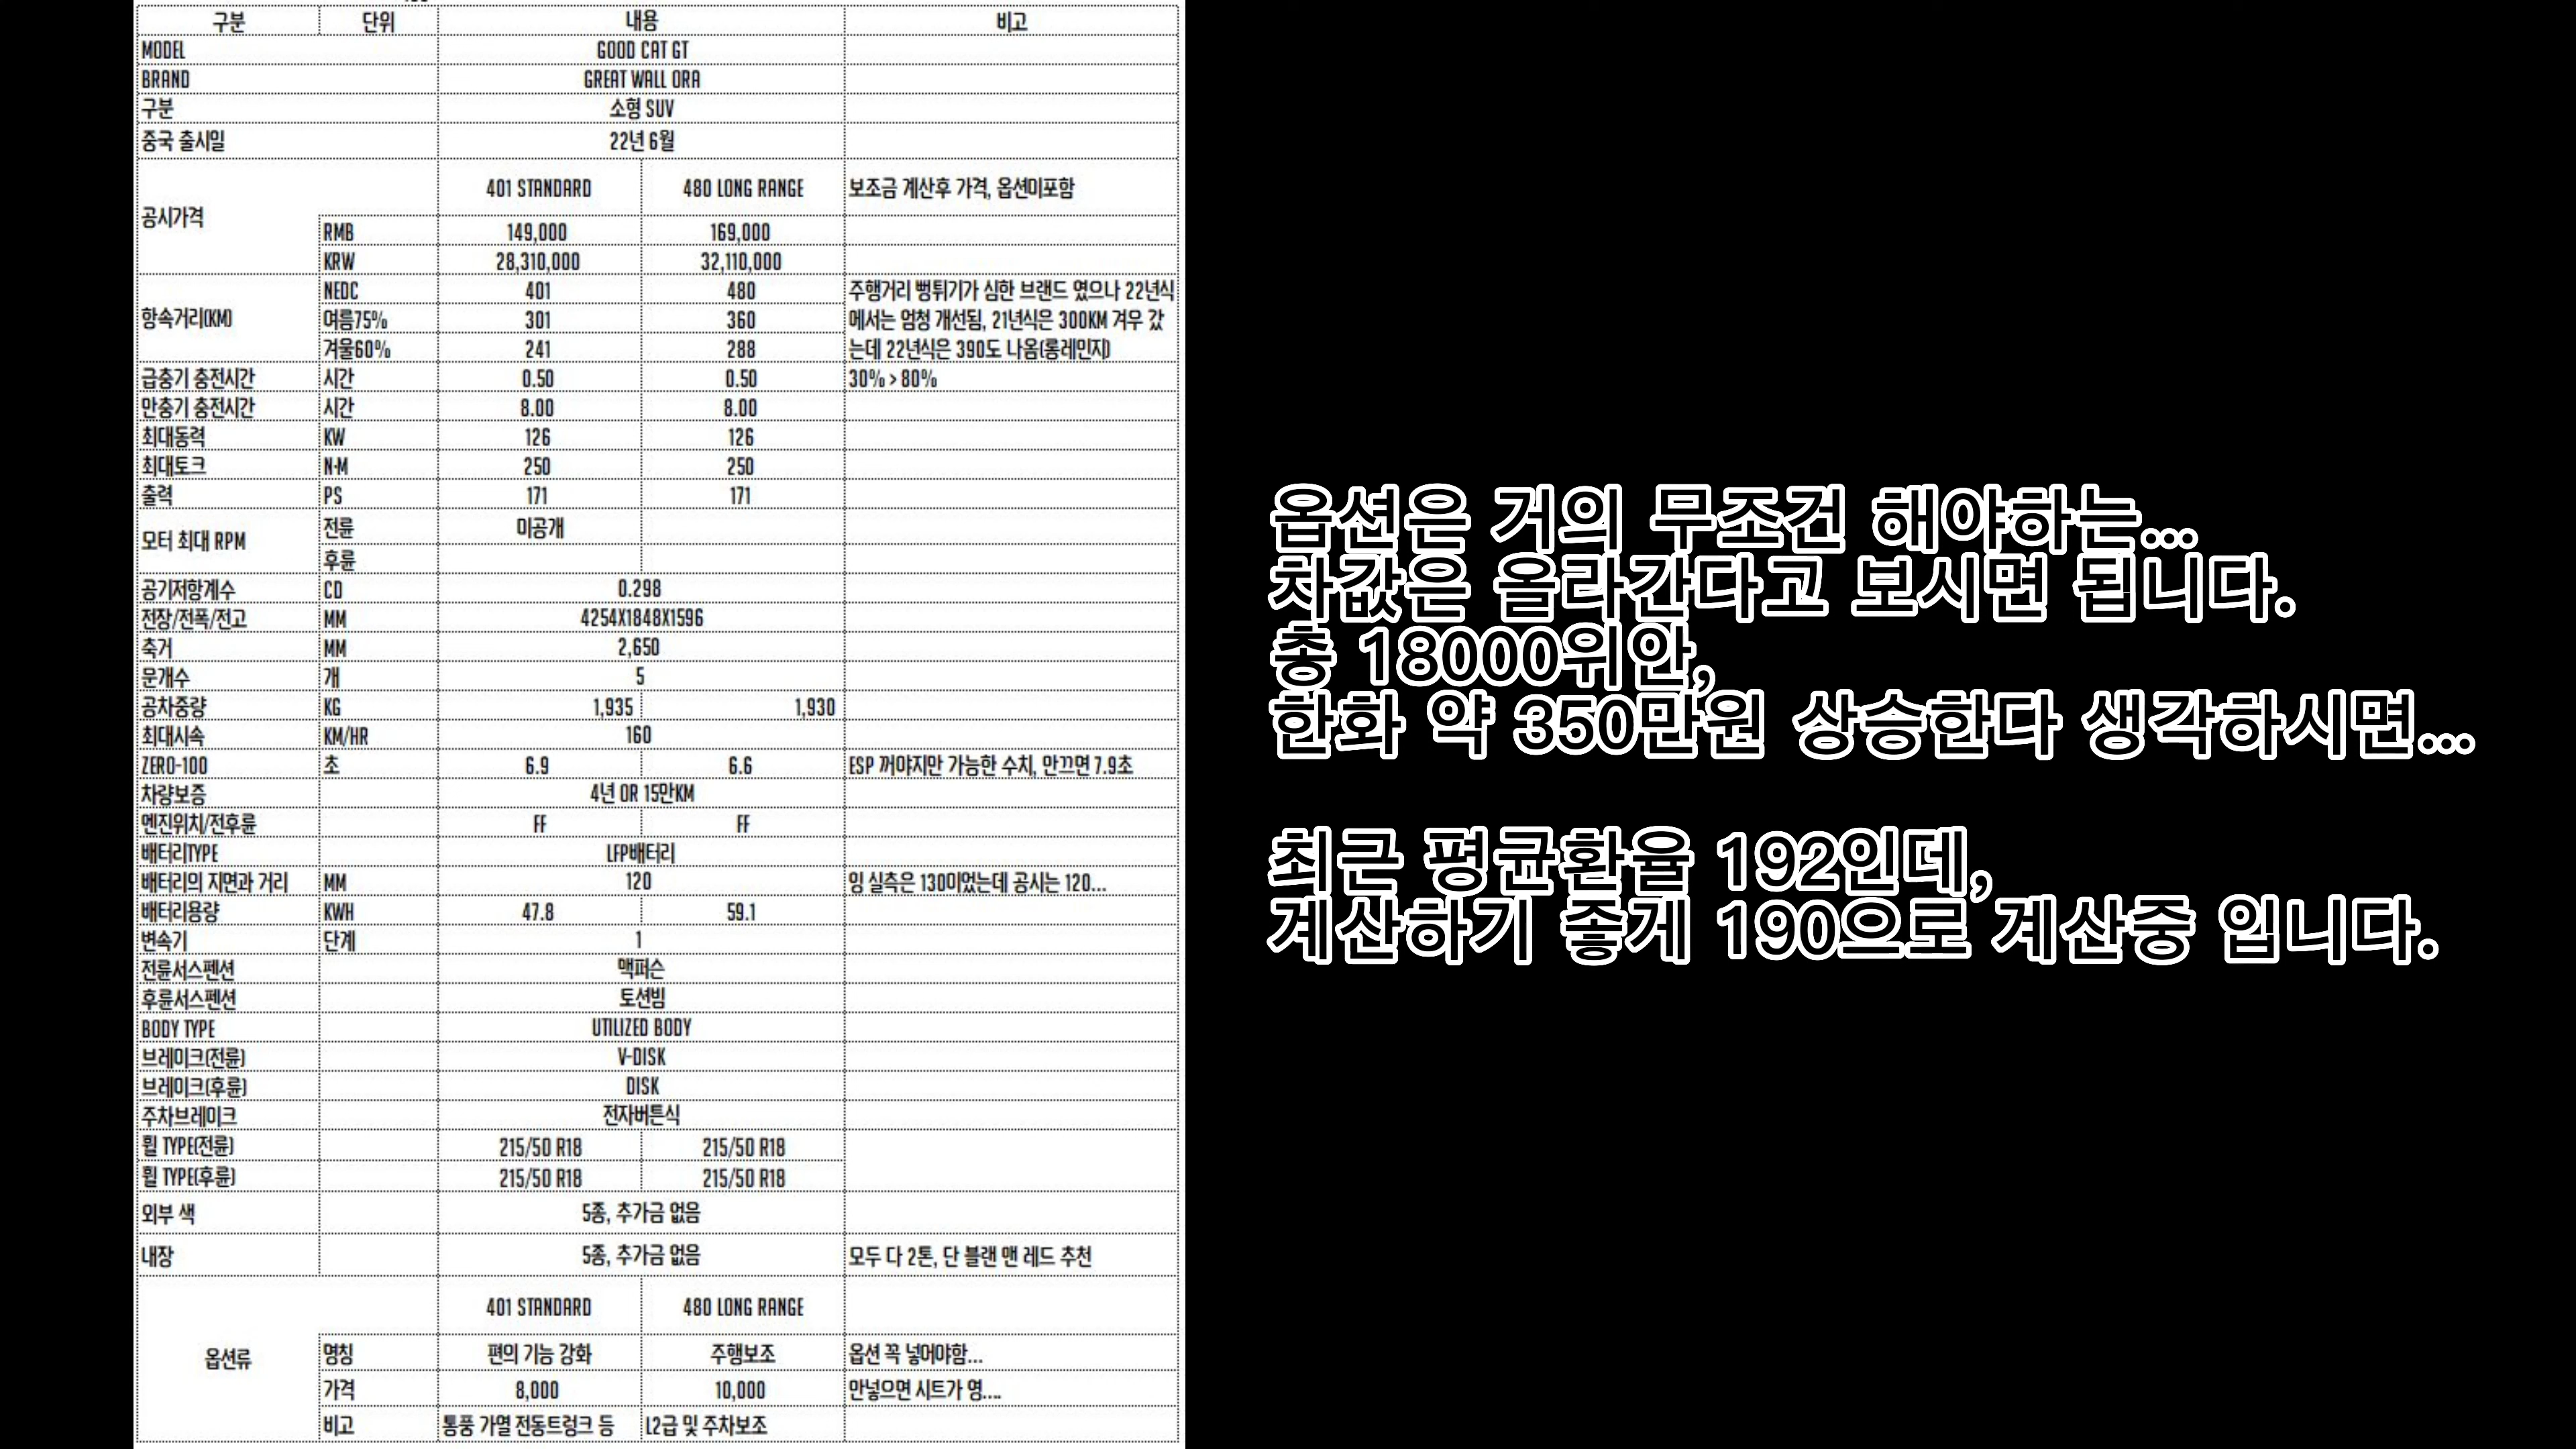 구분 단위 내용 비고
MODEL GOOD CAT GT
BRAND GREAT WALL ORA
구분 소형 SUV
중국 출시일 22년 6월
공시가격 401 STANDARD 480 LONG RANGE 보조금 계산후 가격, 옵션미포함
RMB 149,000 169,000
KRW 28,310,000 32,110,000
항속거리(KM) NEDC 401 480 주행거리 뻥튀기가 심한 브랜드 였으나 22년식
여름75% 301 360 에서는 엄청 개선됨, 21년식은 300KM 겨우 갔
겨울60% 241 288 는데 22년식은 390도 나옴(롱레인지)
급충기 충전시간 시간 0.50 0.50 30% > 80%
완충기 충전시간 시간 8.00 8.00
최대동력 KW 126 126
최대토크 N·M 250 250
출력 PS 171 171
모터 최대 RPM 전륜 미공개
후륜
공기저항계수 CD 0.298
전장/전폭/전고 MM 4254X1848X1596
축거 MM 2,650
문개수 개 5
공차중량 KG 1,935 1,930
최대시속 KM/HR 160
ZERO-100 초 6.9 6.6 ESP 꺼야지만 가능한 수치, 안끄면 7.9초
차량보증 4년 OR 15만KM
엔진위치/전후륜 FF FF
배터리TYPE LFP배터리
배터리의 지면과 거리 MM 120 잉 실측은 130이었는데 공시는 120...
배터리용량 KWH 47.8 59.1
변속기 단계 1
전륜서스펜션 맥퍼슨
후륜서스펜션 토션빔
BODY TYPE UTILIZED BODY
브레이크(전륜) V-DISK
브레이크(후륜) DISK
주차브레이크 전자버튼식
휠 TYPE(전륜) 215/50 R18 215/50 R18
휠 TYPE(후륜) 215/50 R18 215/50 R18
외부 색 5종, 추가금 없음
내장 5종, 추가금 없음 모두 다 2톤, 단 블랜 앤 레드 추천
옵션류 401 STANDARD 480 LONG RANGE
명칭 편의 기능 강화 주행보조 옵션 꼭 넣어야함...
가격 8,000 10,000 안넣으면 시트가 영....
비고 통풍 가열 전동트렁크 등 L2급 및 주차보조
옵션은 거의 무조건 해야하는...
차값은 올라간다고 보시면 됩니다.
총 18000위안,
한화 약 350만원 상승한다 생각하시면...
최근 평균환율 192인데,
계산하기 좋게 190으로 계산중 입니다.